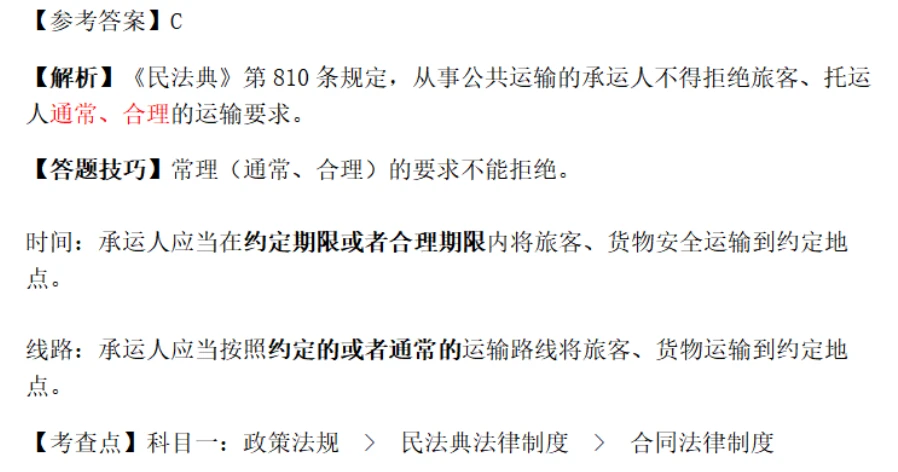 【参考答案】C
【解析】《民法典》第 810 条规定，从事公共运输的承运人不得拒绝旅客、托运
人通常、合理的运输要求。
【答题技巧】常理（通常、合理）的要求不能拒绝。
时间：承运人应当在约定期限或者合理期限内将旅客、货物安全运输到约定地
点。
线路：承运人应当按照约定的或者通常的运输路线将旅客、货物运输到约定地
点。
【考查点】科目一：政策法规 > 民法典法律制度 > 合同法律制度